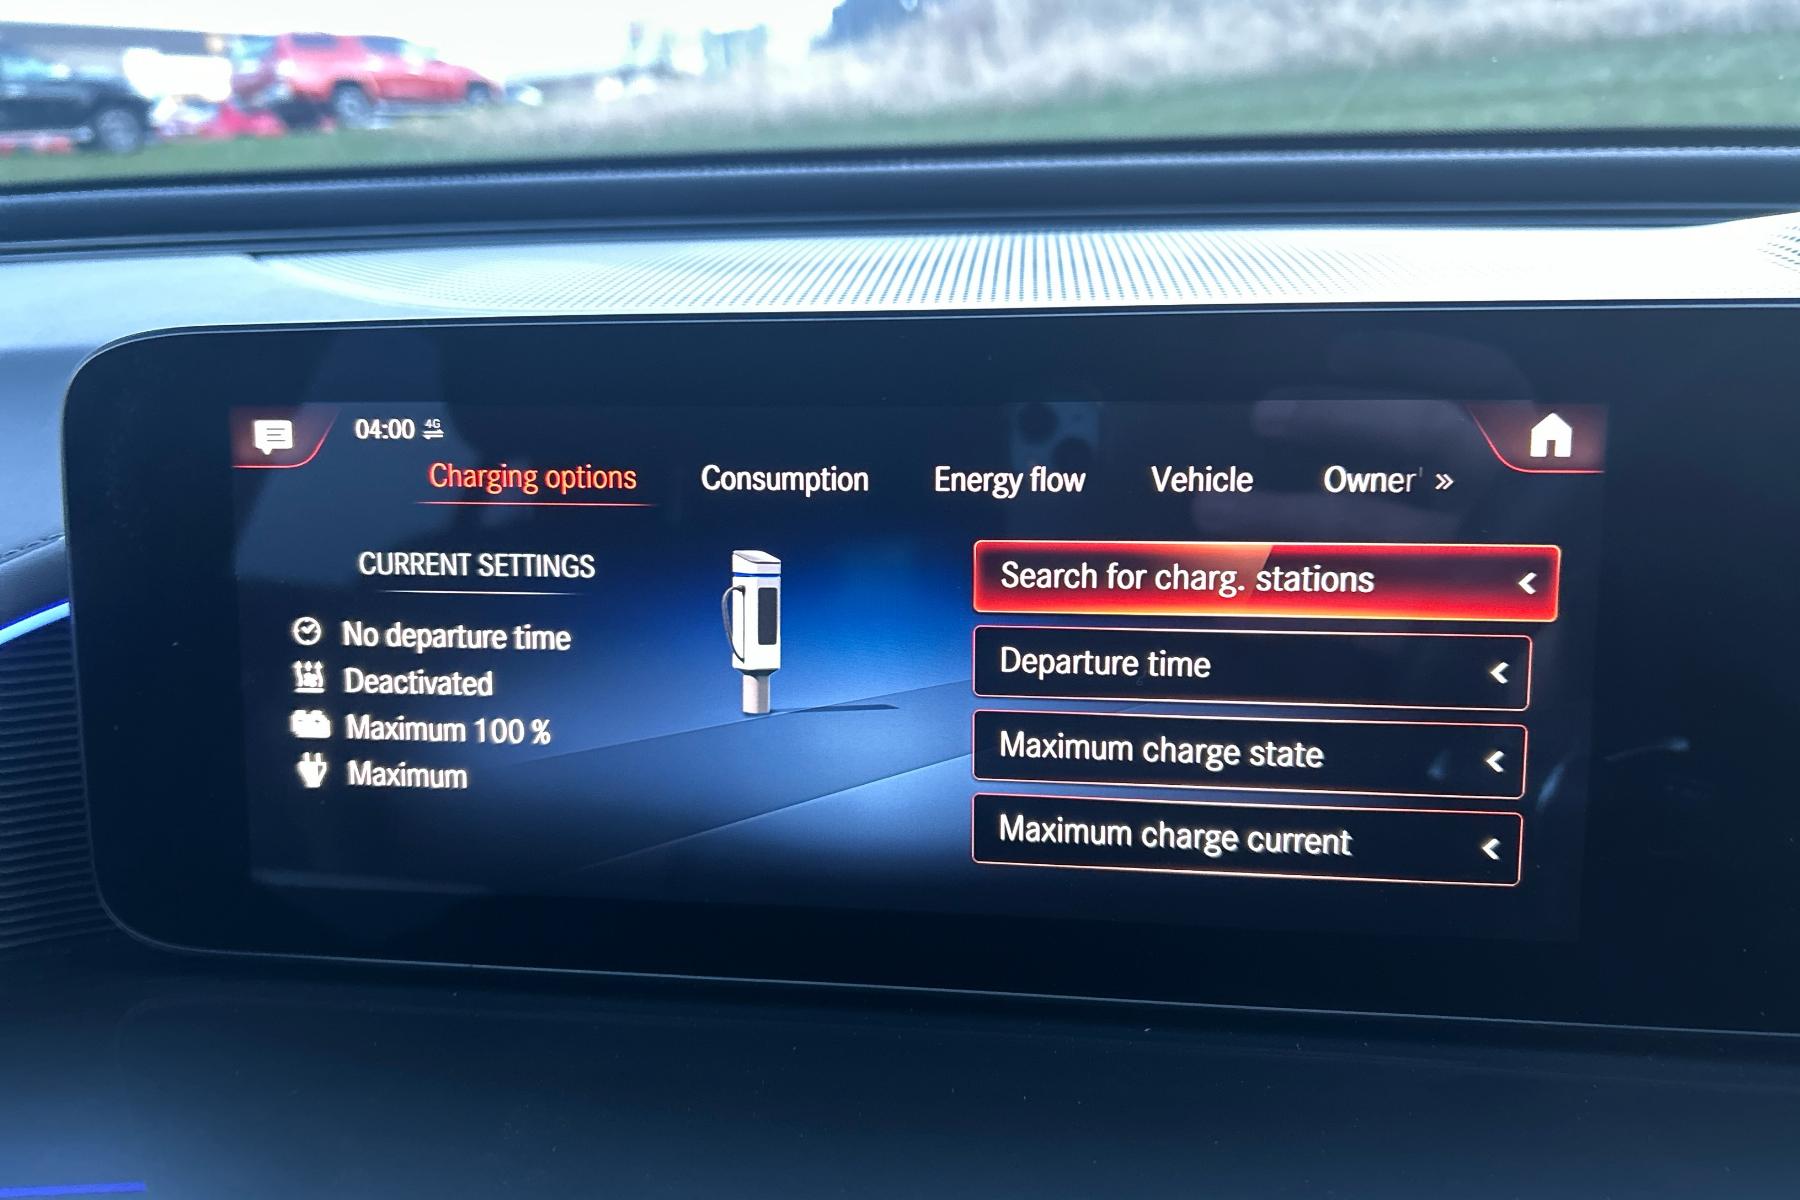 04:00 4G
Charging options Consumption Energy flow Vehicle Owner' »
CURRENT SETTINGS
No departure time
Deactivated
Maximum 100 %
Maximum
Search for charg. stations
Departure time
Maximum charge state
Maximum charge current